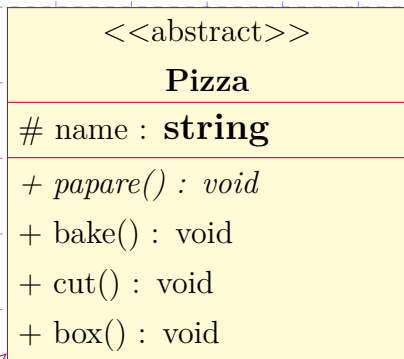 <<abstract>>
Pizza
# name : string
+ papare() : void
+ bake() : void
+ cut() : void
+ box() : void